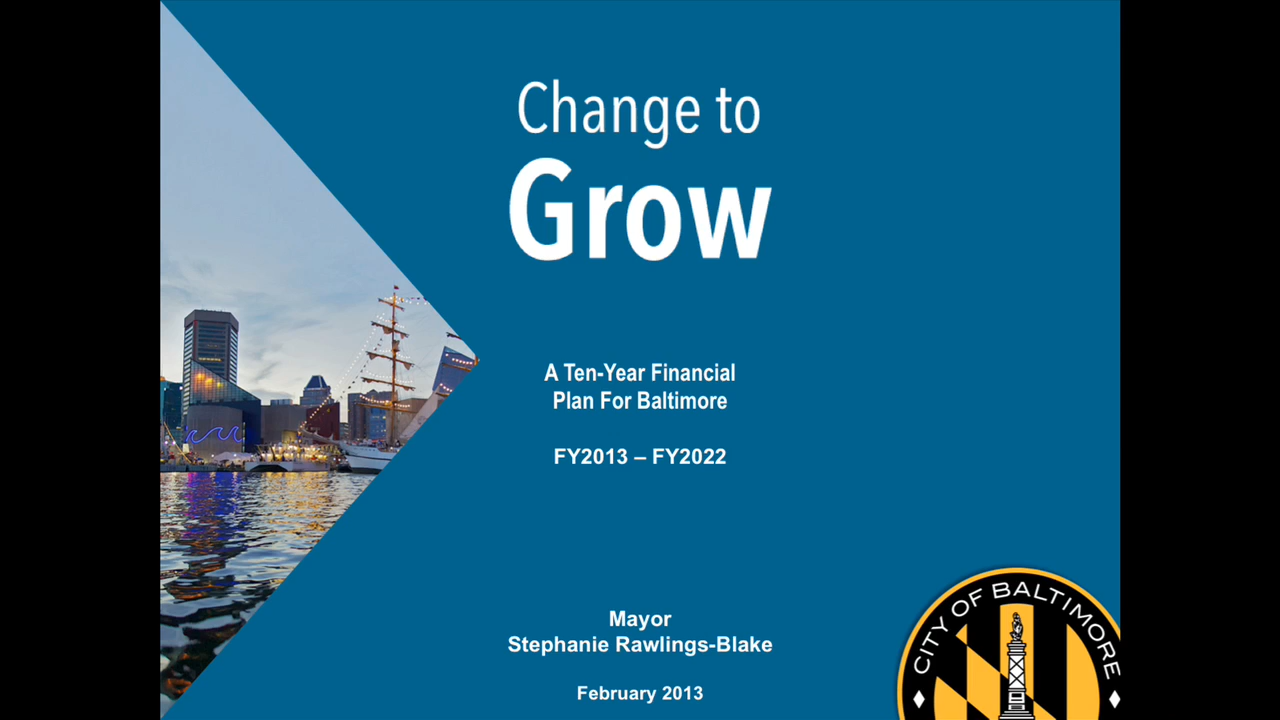 Change to
Grow
A Ten-Year Financial
Plan For Baltimore
FY2013 – FY2022
Mayor
Stephanie Rawlings-Blake
February 2013
CITY OF BALTIMORE